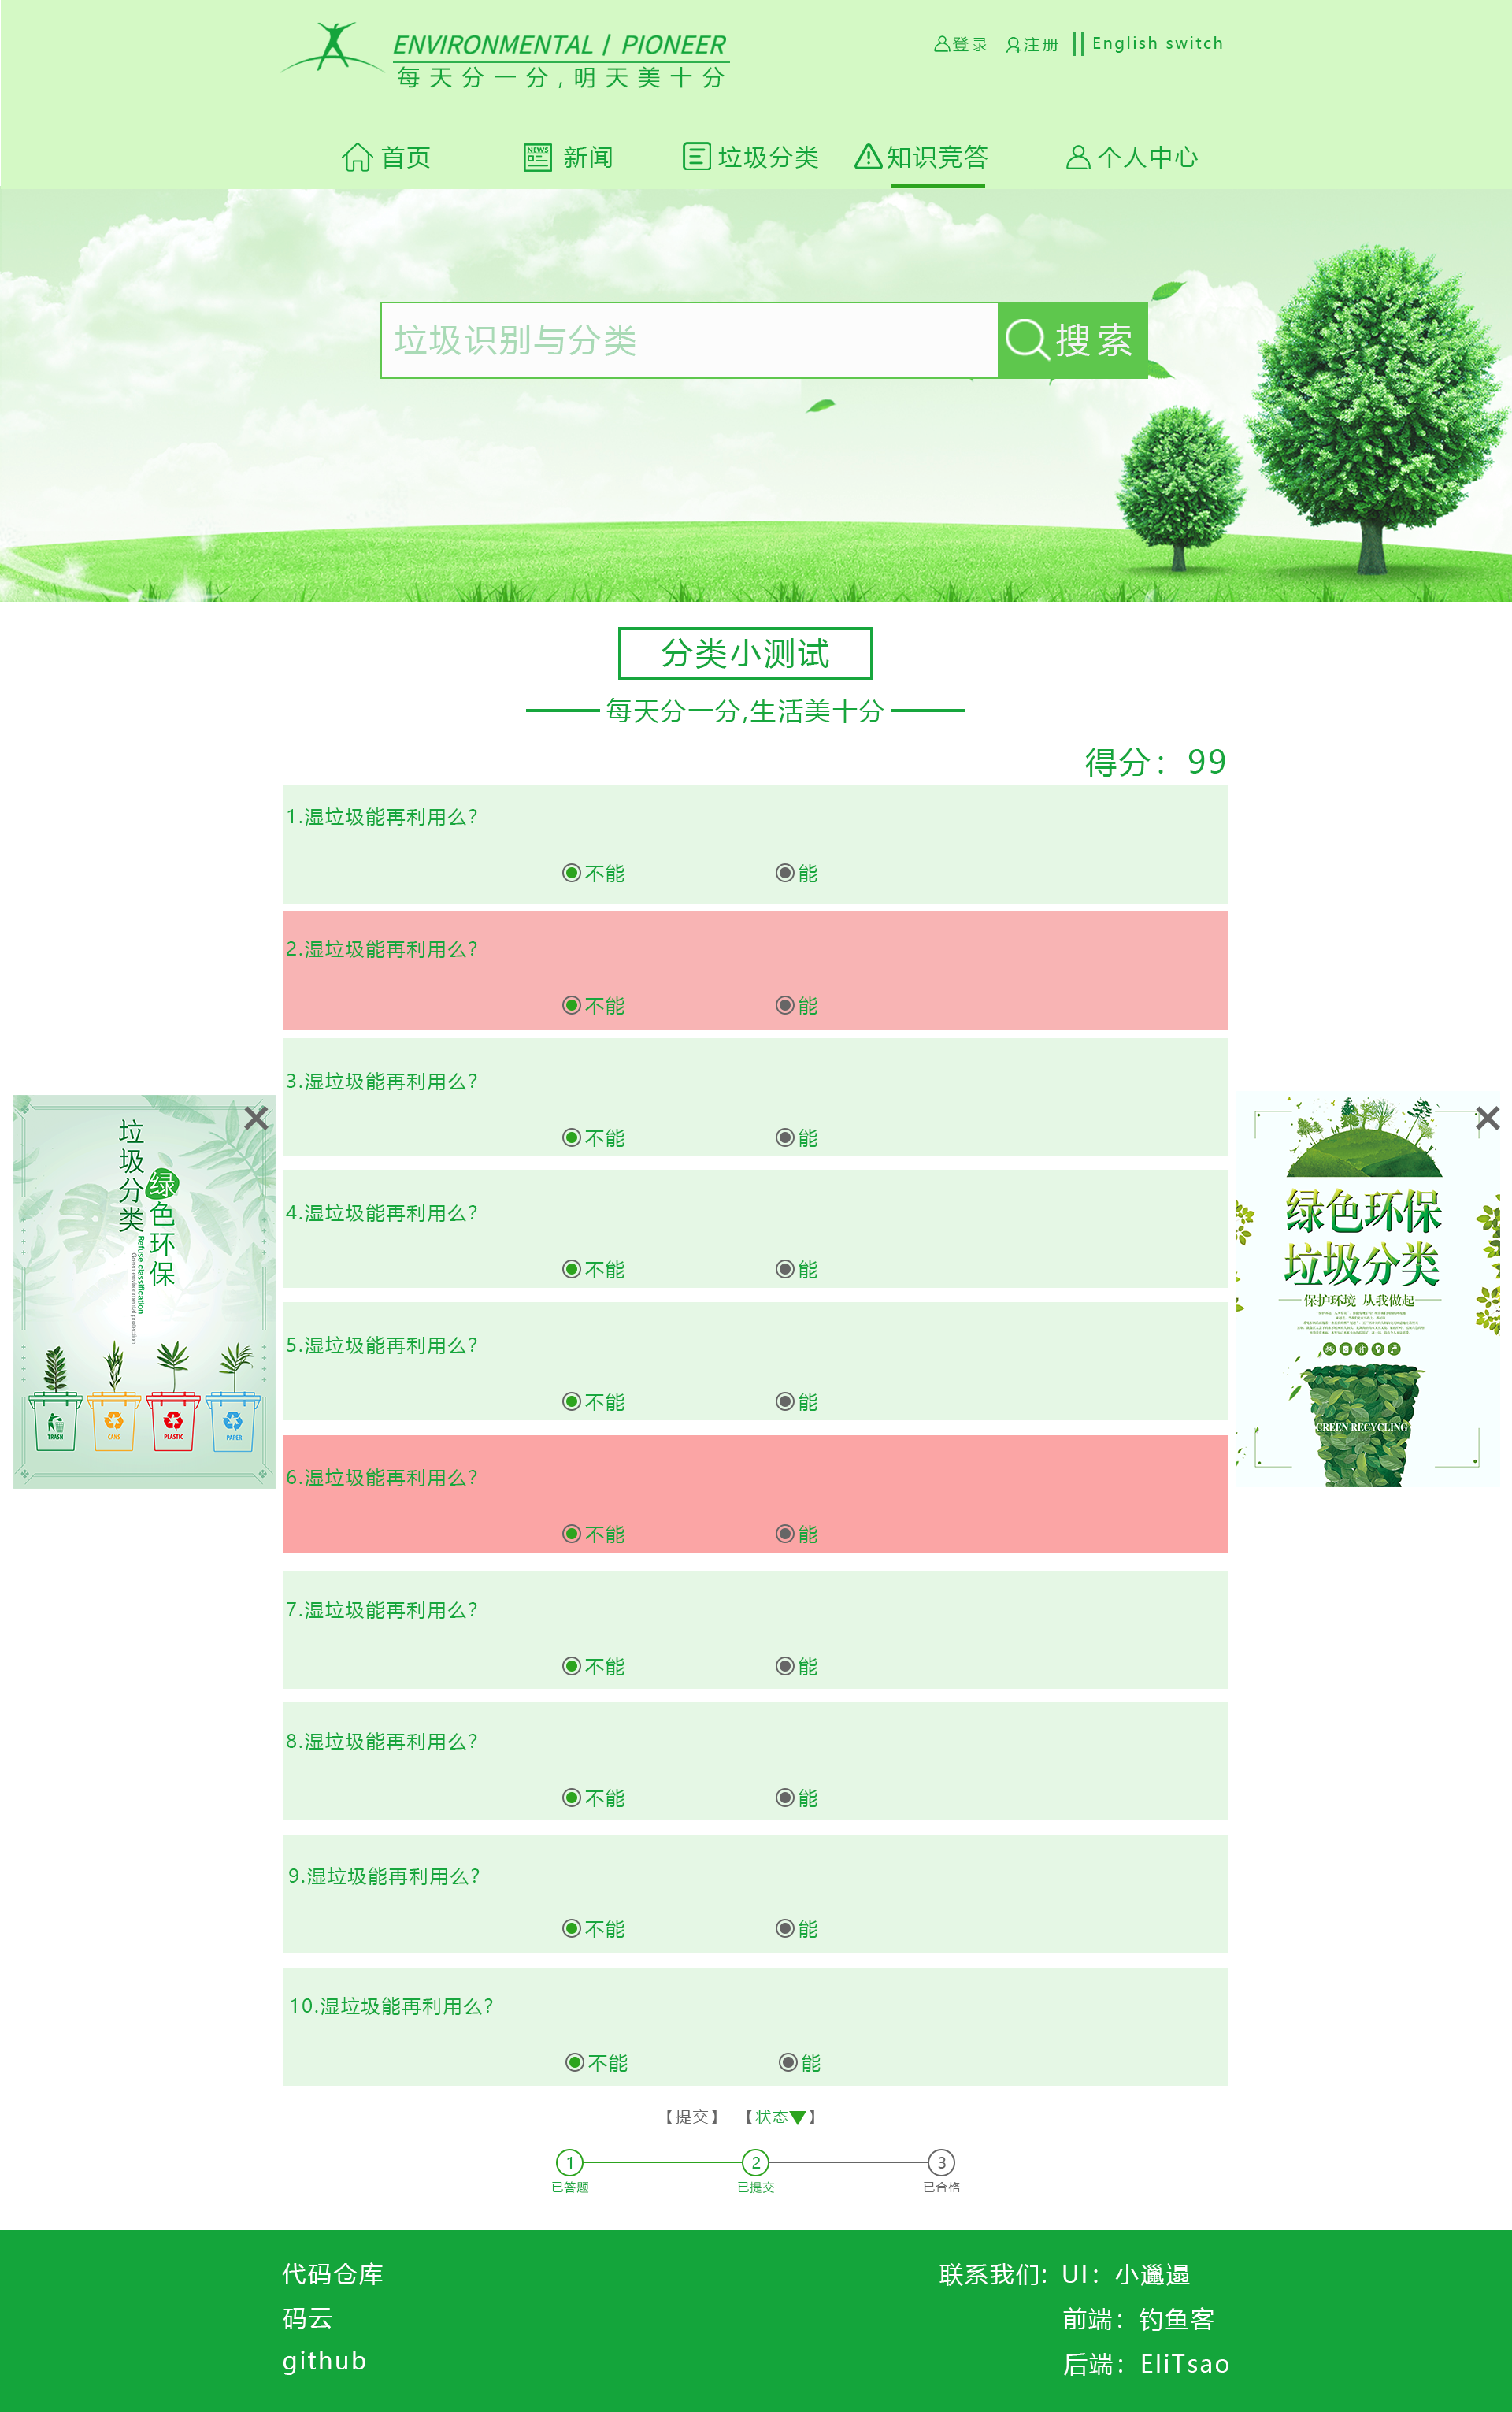 ENVIRONMENTAL / PIONEER
每天分一分,明天美十分
登录 注册 English switch
首页 NEWS 新闻 垃圾分类 知识竞答 个人中心
垃圾识别与分类 搜索
分类小测试
每天分一分,生活美十分
得分：99
1.湿垃圾能再利用么?
不能 能
2.湿垃圾能再利用么?
不能 能
3.湿垃圾能再利用么?
不能 能
4.湿垃圾能再利用么?
不能 能
5.湿垃圾能再利用么?
不能 能
6.湿垃圾能再利用么?
不能 能
7.湿垃圾能再利用么?
不能 能
8.湿垃圾能再利用么?
不能 能
9.湿垃圾能再利用么?
不能 能
10.湿垃圾能再利用么?
不能 能
垃圾分类
绿色环保
Refuse classification
Green environmental protection
TRASH CANS PLASTIC PAPER
绿色环保
垃圾分类
保护环境 从我做起
GREEN RECYCLING
【提交】 【状态▼】
1 2 3
已答题 已提交 已合格
代码仓库
码云
github
联系我们：UI：小邋遢
前端：钓鱼客
后端：EliTsao